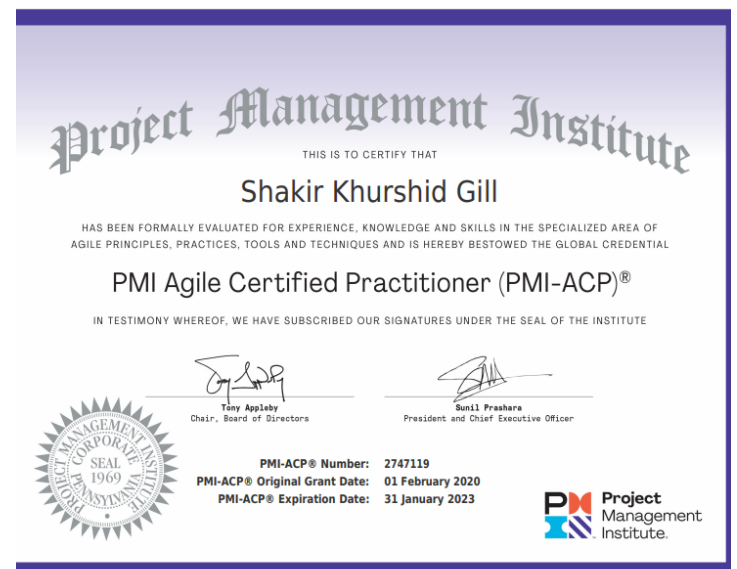 Project Management Institute
THIS IS TO CERTIFY THAT
Shakir Khurshid Gill
HAS BEEN FORMALLY EVALUATED FOR EXPERIENCE, KNOWLEDGE AND SKILLS IN THE SPECIALIZED AREA OF
AGILE PRINCIPLES, PRACTICES, TOOLS AND TECHNIQUES AND IS HEREBY BESTOWED THE GLOBAL CREDENTIAL
PMI Agile Certified Practitioner (PMI-ACP)®
IN TESTIMONY WHEREOF, WE HAVE SUBSCRIBED OUR SIGNATURES UNDER THE SEAL OF THE INSTITUTE
Tony Appleby
Chair, Board of Directors
Sunil Prashara
President and Chief Executive Officer
PROJECT MANAGEMENT INSTITUTE
CORPORATE
SEAL
1969
PENNSYLVANIA
PMI-ACP® Number: 2747119
PMI-ACP® Original Grant Date: 01 February 2020
PMI-ACP® Expiration Date: 31 January 2023
Project
Management
Institute.